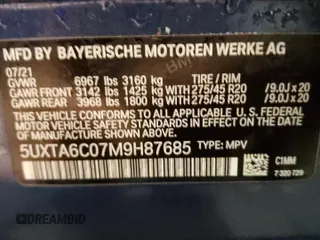 MFD BY BAYERISCHE MOTOREN WERKE AG
07/21
GVWR 6967 lbs 3160 kg TIRE/RIM
GAWR FRONT 3142 lbs 1425 kg 275/45 R20 /9.0J x 20
GAWR REAR 3968 lbs 1800 kg 275/45 R20 /9.0J x 20
THIS VEHICLE CONFORMS TO ALL APPLICABLE
U. S. FEDERAL MOTOR VEHICLE SAFETY
STANDARDS IN EFFECT ON THE DATE OF
MANUFACTURE SHOWN ABOVE.
5UXTA6C07M9H87685 TYPE: MPV
C1MM
7 320 729
DREAMBID